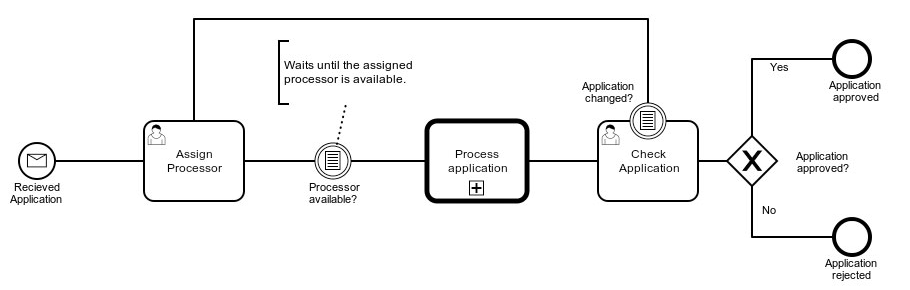 Waits until the assigned
processor is available.
Application
changed?
Yes
Application
approved
Assign
Processor
Process
application
Check
Application
X
Application
approved?
Recieved
Application
Processor
available?
No
Application
rejected